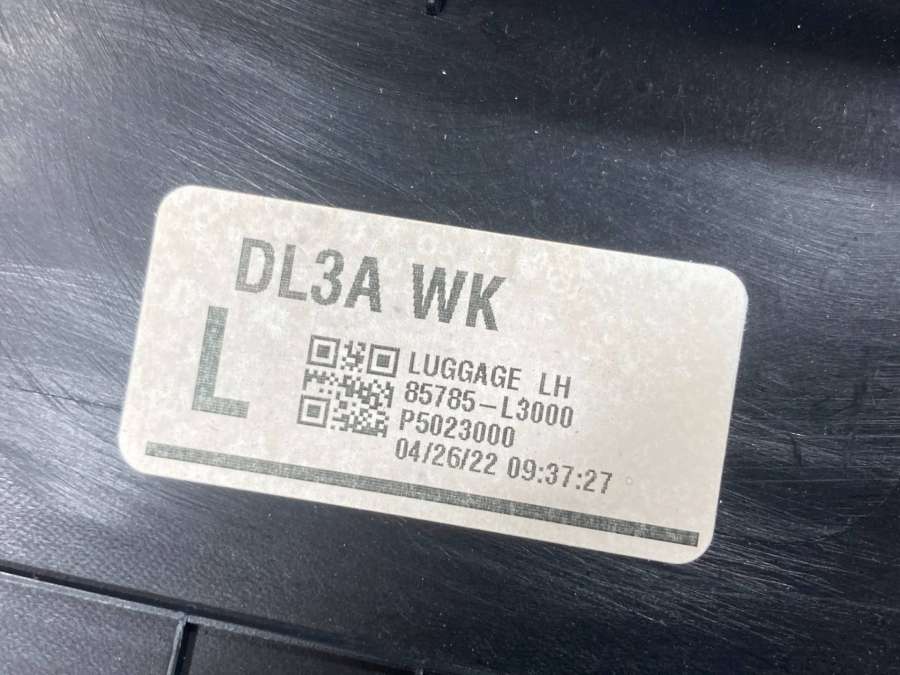 DL3A WK
L
LUGGAGE LH
85785-L3000
P5023000
04/26/22 09:37:27